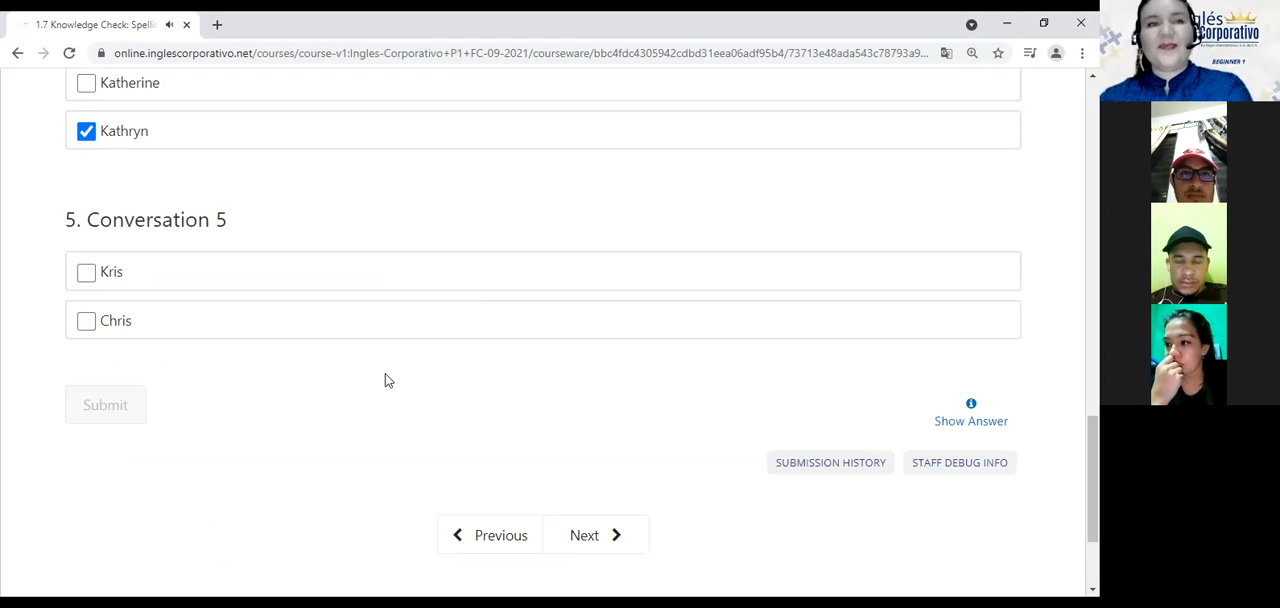 1.7 Knowledge Check: Spelli
online.inglescorporativo.net/courses/course-v1:Ingles-Corporativo+P1+FC-09-2021/courseware/bbc4fdc4305942cdbd31eea06adf95b4/73713e48ada543c78793a9...
Katherine
Kathryn
5. Conversation 5
Kris
Chris
Submit
Show Answer
SUBMISSION HISTORY
STAFF DEBUG INFO
Previous
Next
glés
Corporativo
BEGINNER 1